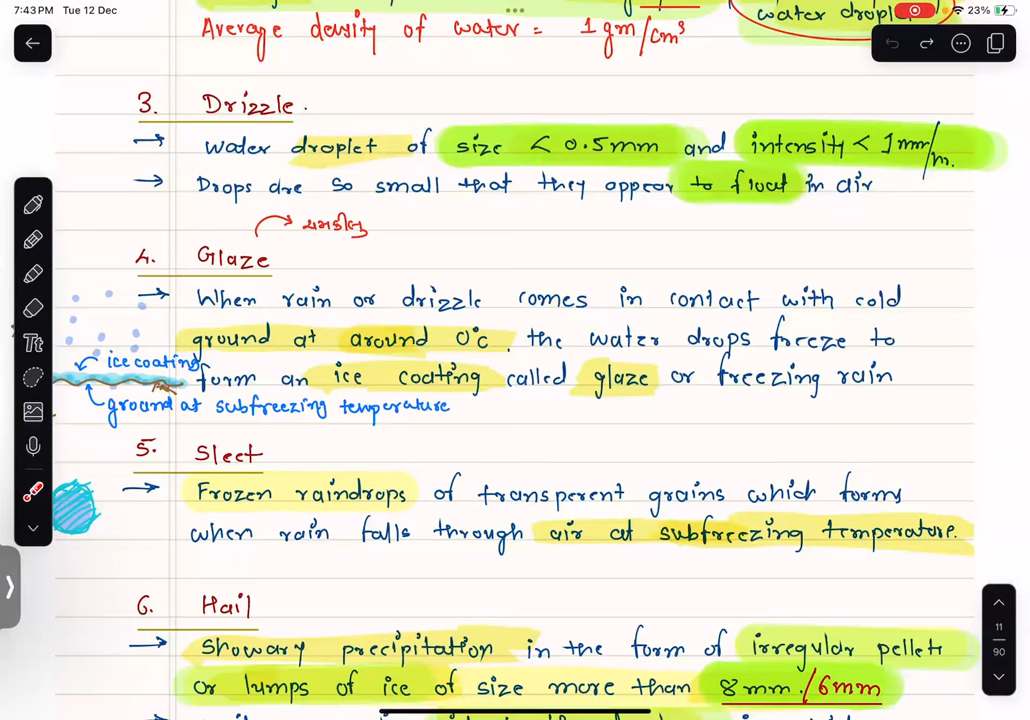 7:43 PM Tue 12 Dec
23%
water drople
Average density of water = 1 gm/cm³
3. Drizzle.
→ water droplet of size < 0.5mm and intensity < 1mm/m.
→ Drops are so small that they appear to float in air
4. Glaze
→ When rain or drizzle comes in contact with cold
ground at around 0°c, the water drops freeze to
ice coating
form an ice coating called glaze or freezing rain
ground at subfreezing temperature
5. Sleet
→ Frozen raindrops of transperent grains which forms
when rain falls through air at subfreezing temperature.
6. Hail
→ Showary precipitation in the form of irregular pellets
or lumps of ice of size more than 8mm/6mm
Tt
11
90